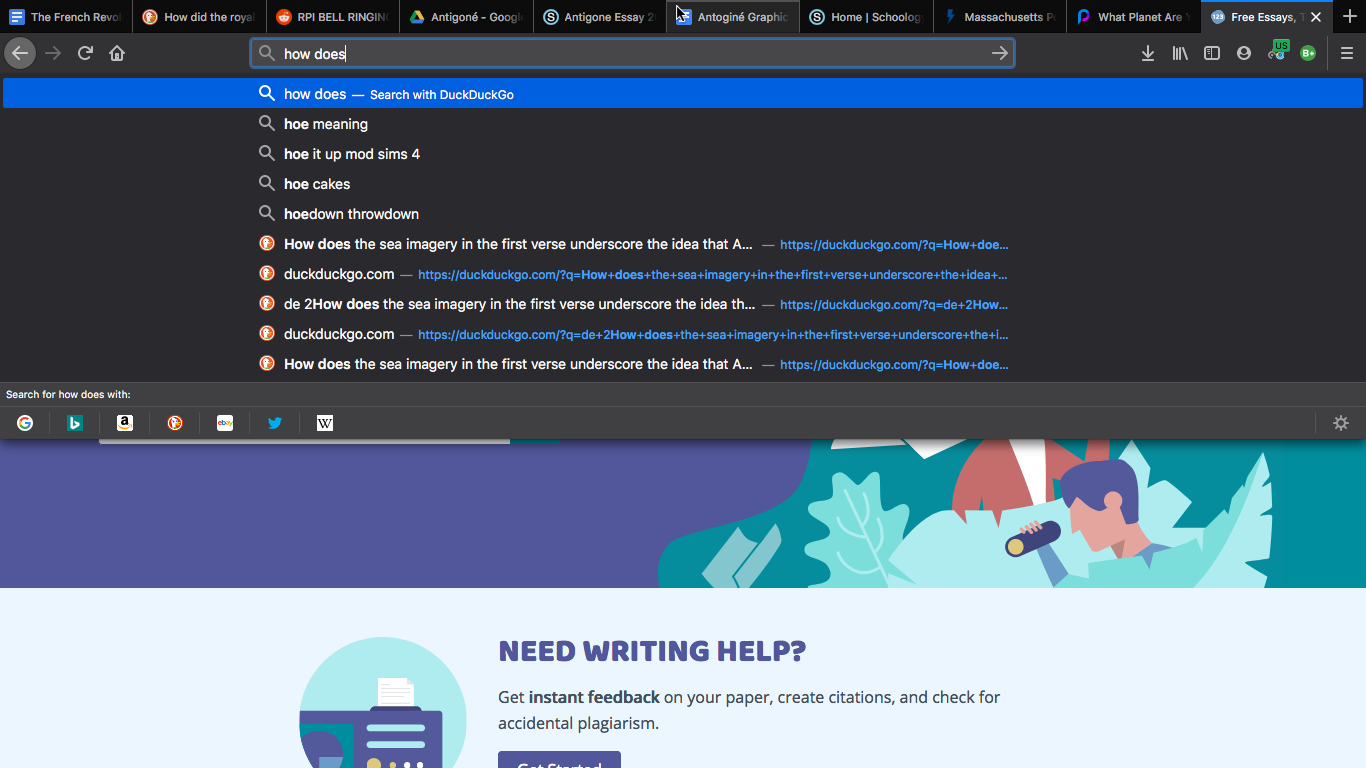 The French Revol How did the royal RPI BELL RINGING Antigoné - Google Antigone Essay 2 Antoginé Graphic Home | Schoology Massachusetts P What Planet Are Y Free Essays, T
how does
US
B+
how does — Search with DuckDuckGo
hoe meaning
hoe it up mod sims 4
hoe cakes
hoedown throwdown
How does the sea imagery in the first verse underscore the idea that A... — https://duckduckgo.com/?q=How+doe...
duckduckgo.com — https://duckduckgo.com/?q=How+does+the+sea+imagery+in+the+first+verse+underscore+the+idea+...
de 2How does the sea imagery in the first verse underscore the idea th... — https://duckduckgo.com/?q=de+2How...
duckduckgo.com — https://duckduckgo.com/?q=de+2How+does+the+sea+imagery+in+the+first+verse+underscore+the+i...
How does the sea imagery in the first verse underscore the idea that A... — https://duckduckgo.com/?q=How+doe...
Search for how does with:
NEED WRITING HELP?
Get instant feedback on your paper, create citations, and check for
accidental plagiarism.
Get Started